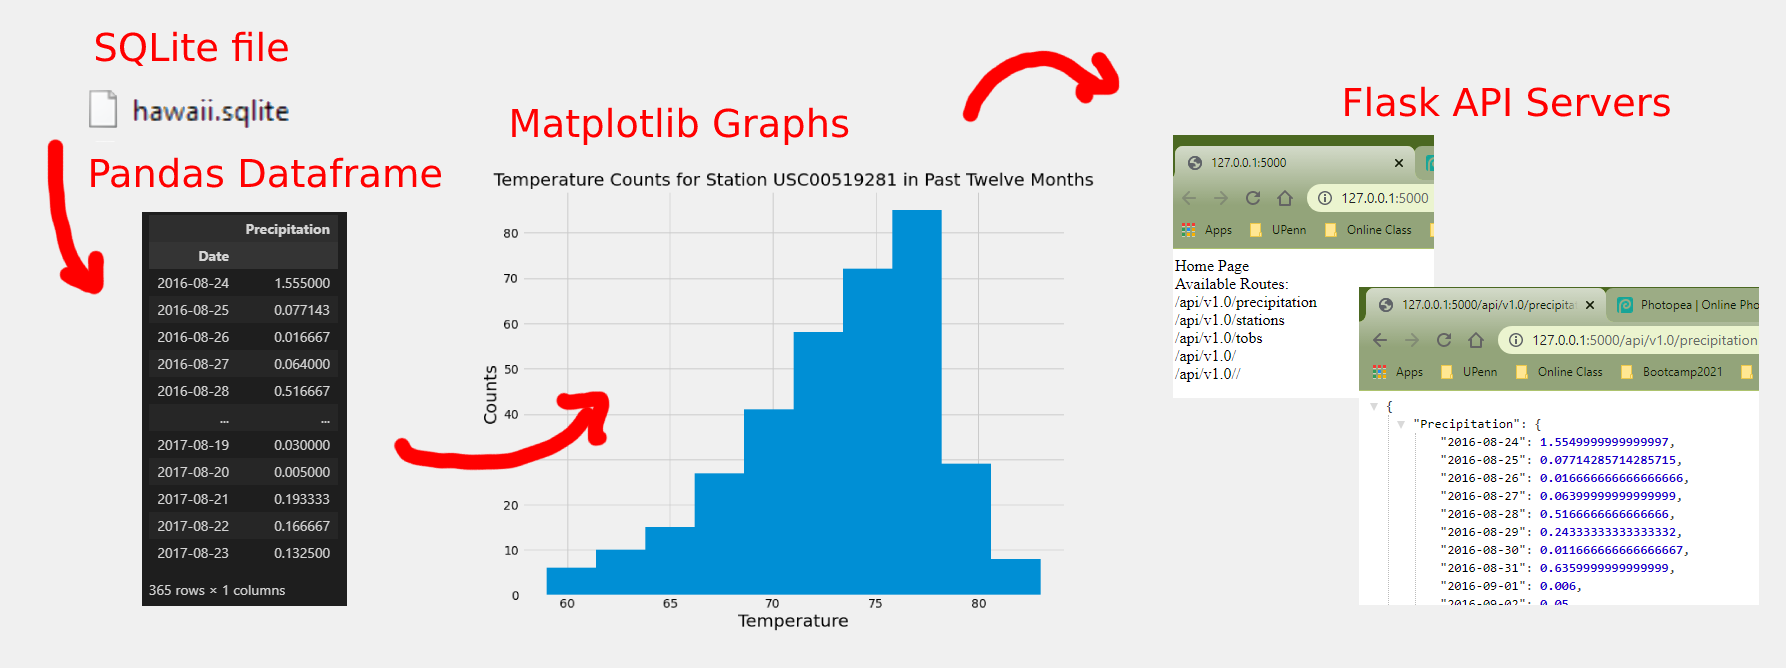 SQLite file
hawaii.sqlite
Pandas Dataframe
Precipitation
Date
2016-08-24 1.555000
2016-08-25 0.077143
2016-08-26 0.016667
2016-08-27 0.064000
2016-08-28 0.516667
... ...
2017-08-19 0.030000
2017-08-20 0.005000
2017-08-21 0.193333
2017-08-22 0.166667
2017-08-23 0.132500
365 rows × 1 columns
Matplotlib Graphs
Temperature Counts for Station USC00519281 in Past Twelve Months
Counts
80
70
60
50
40
20
10
0
60 65 70 75 80
Temperature
Flask API Servers
127.0.0.1:5000
127.0.0.1:5000
Apps UPenn Online Class
Home Page
Available Routes:
/api/v1.0/precipitation
/api/v1.0/stations
/api/v1.0/tobs
/api/v1.0/
/api/v1.0//
127.0.0.1:5000/api/v1.0/precipitat Photopea | Online Pho
127.0.0.1:5000/api/v1.0/precipitation
Apps UPenn Online Class Bootcamp2021
{
"Precipitation": {
"2016-08-24": 1.5549999999999997,
"2016-08-25": 0.07714285714285715,
"2016-08-26": 0.016666666666666666,
"2016-08-27": 0.06399999999999999,
"2016-08-28": 0.5166666666666666,
"2016-08-29": 0.24333333333333332,
"2016-08-30": 0.011666666666666667,
"2016-08-31": 0.6359999999999999,
"2016-09-01": 0.006,
"2016-09-02": 0.05